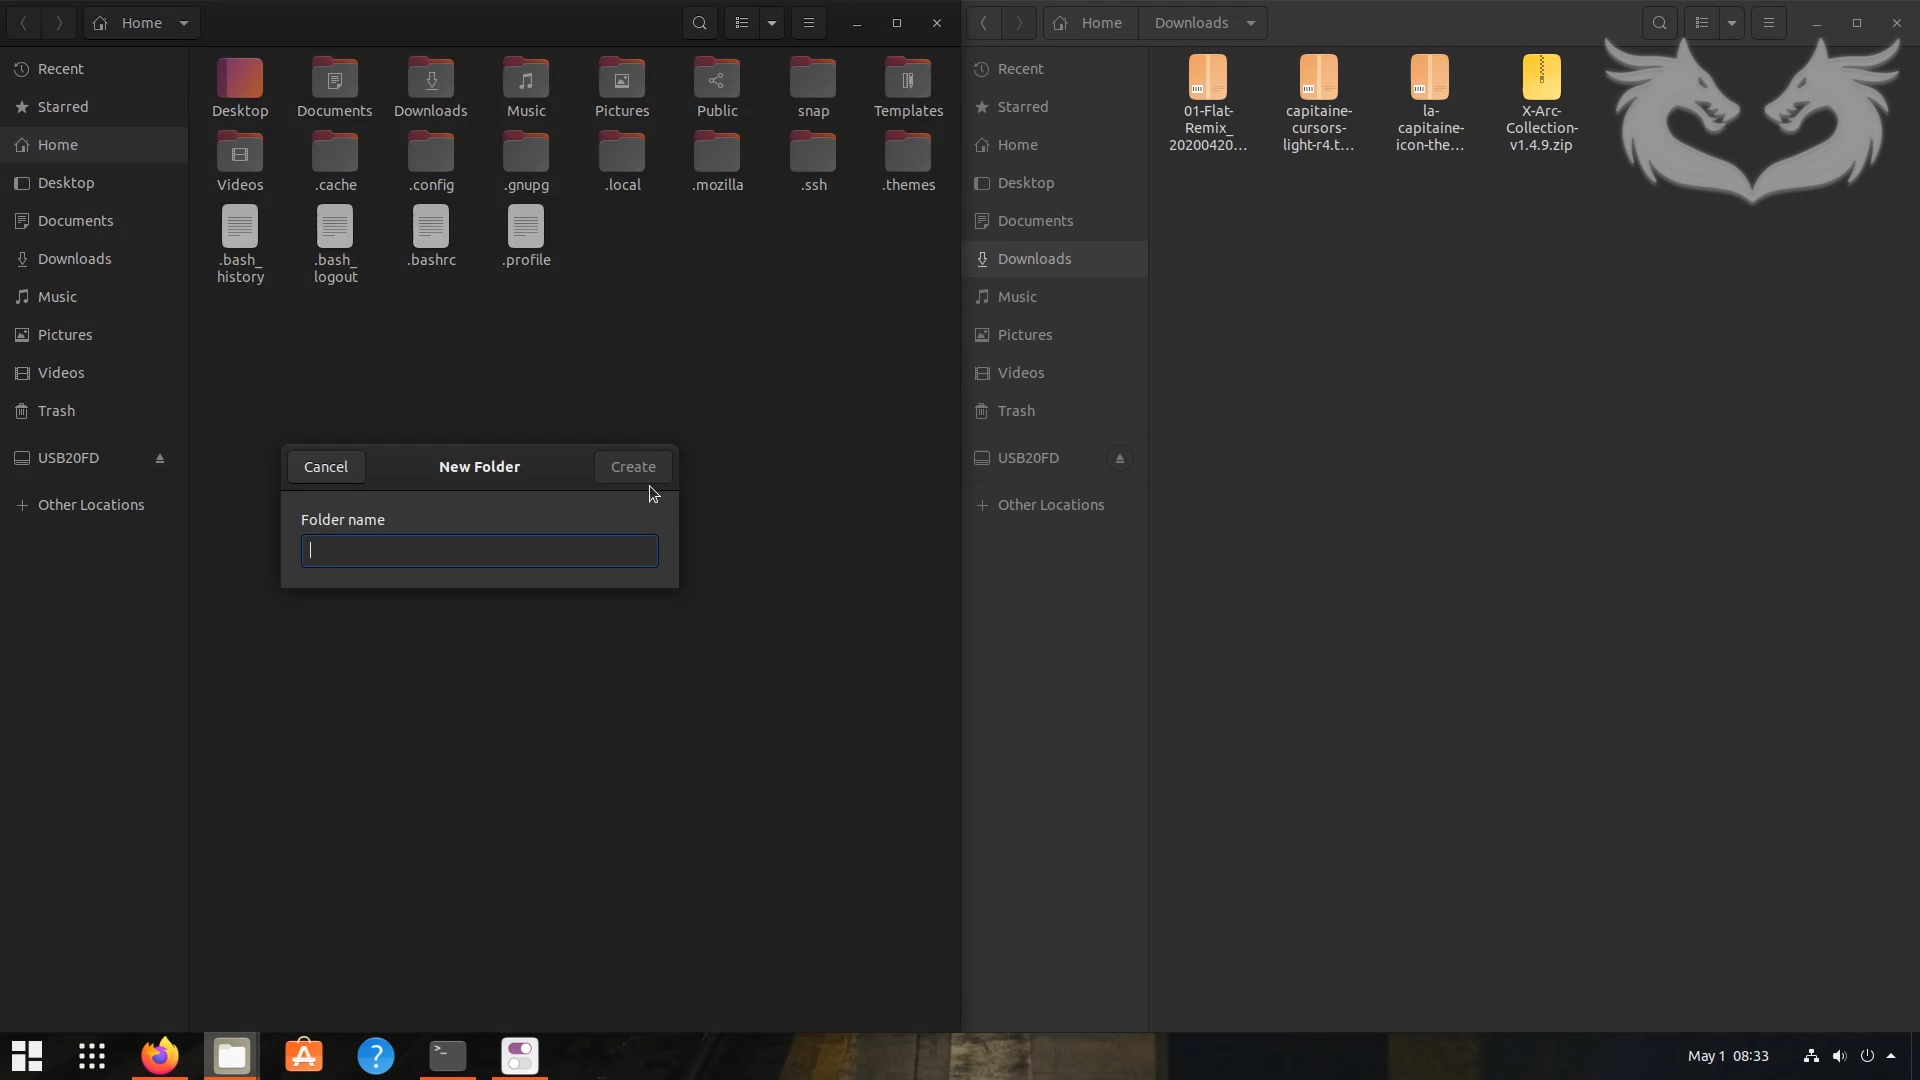 Home
Home
Downloads
Recent
Starred
Home
Desktop
Documents
Downloads
Music
Pictures
Videos
Trash
USB20FD
Other Locations
Desktop
Documents
Downloads
Music
Pictures
Public
snap
Templates
Videos
.cache
.config
.gnupg
.local
.mozilla
.ssh
.themes
.bash_
history
.bash_
logout
.bashrc
.profile
Cancel
New Folder
Create
Folder name
Recent
Starred
Home
Desktop
Documents
Downloads
Music
Pictures
Videos
Trash
USB20FD
Other Locations
01-Flat-
Remix_
20200420…
capitaine-
cursors-
light-r4.t…
la-
capitaine-
icon-the…
X-Arc-
Collection-
v1.4.9.zip
May 1 08:33